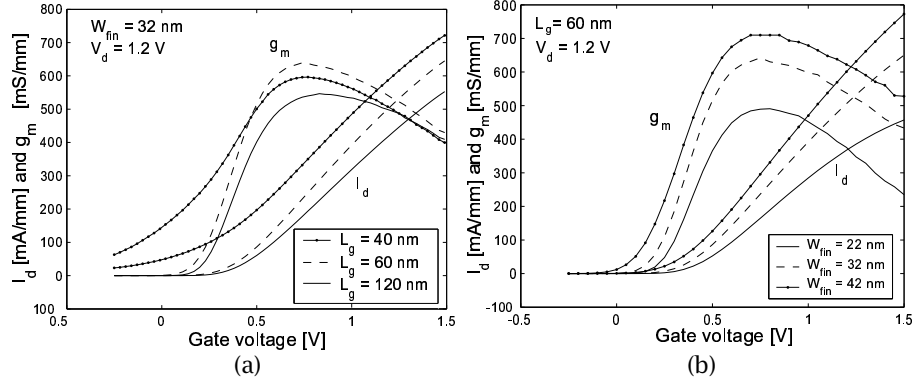 W_fin = 32 nm
V_d = 1.2 V
g_m
I_d
I_d [mA/mm] and g_m [mS/mm]
800
700
600
500
400
300
200
100
0
100
0.5
0
0.5
1
1.5
Gate voltage [V]
L_g = 40 nm
L_g = 60 nm
L_g = 120 nm
(a)
L_g = 60 nm
V_d = 1.2 V
g_m
I_d
I_d [mA/mm] and g_m [mS/mm]
800
700
600
500
400
300
200
100
0
-100
-0.5
0
0.5
1
1.5
Gate voltage [V]
W_fin = 22 nm
W_fin = 32 nm
W_fin = 42 nm
(b)